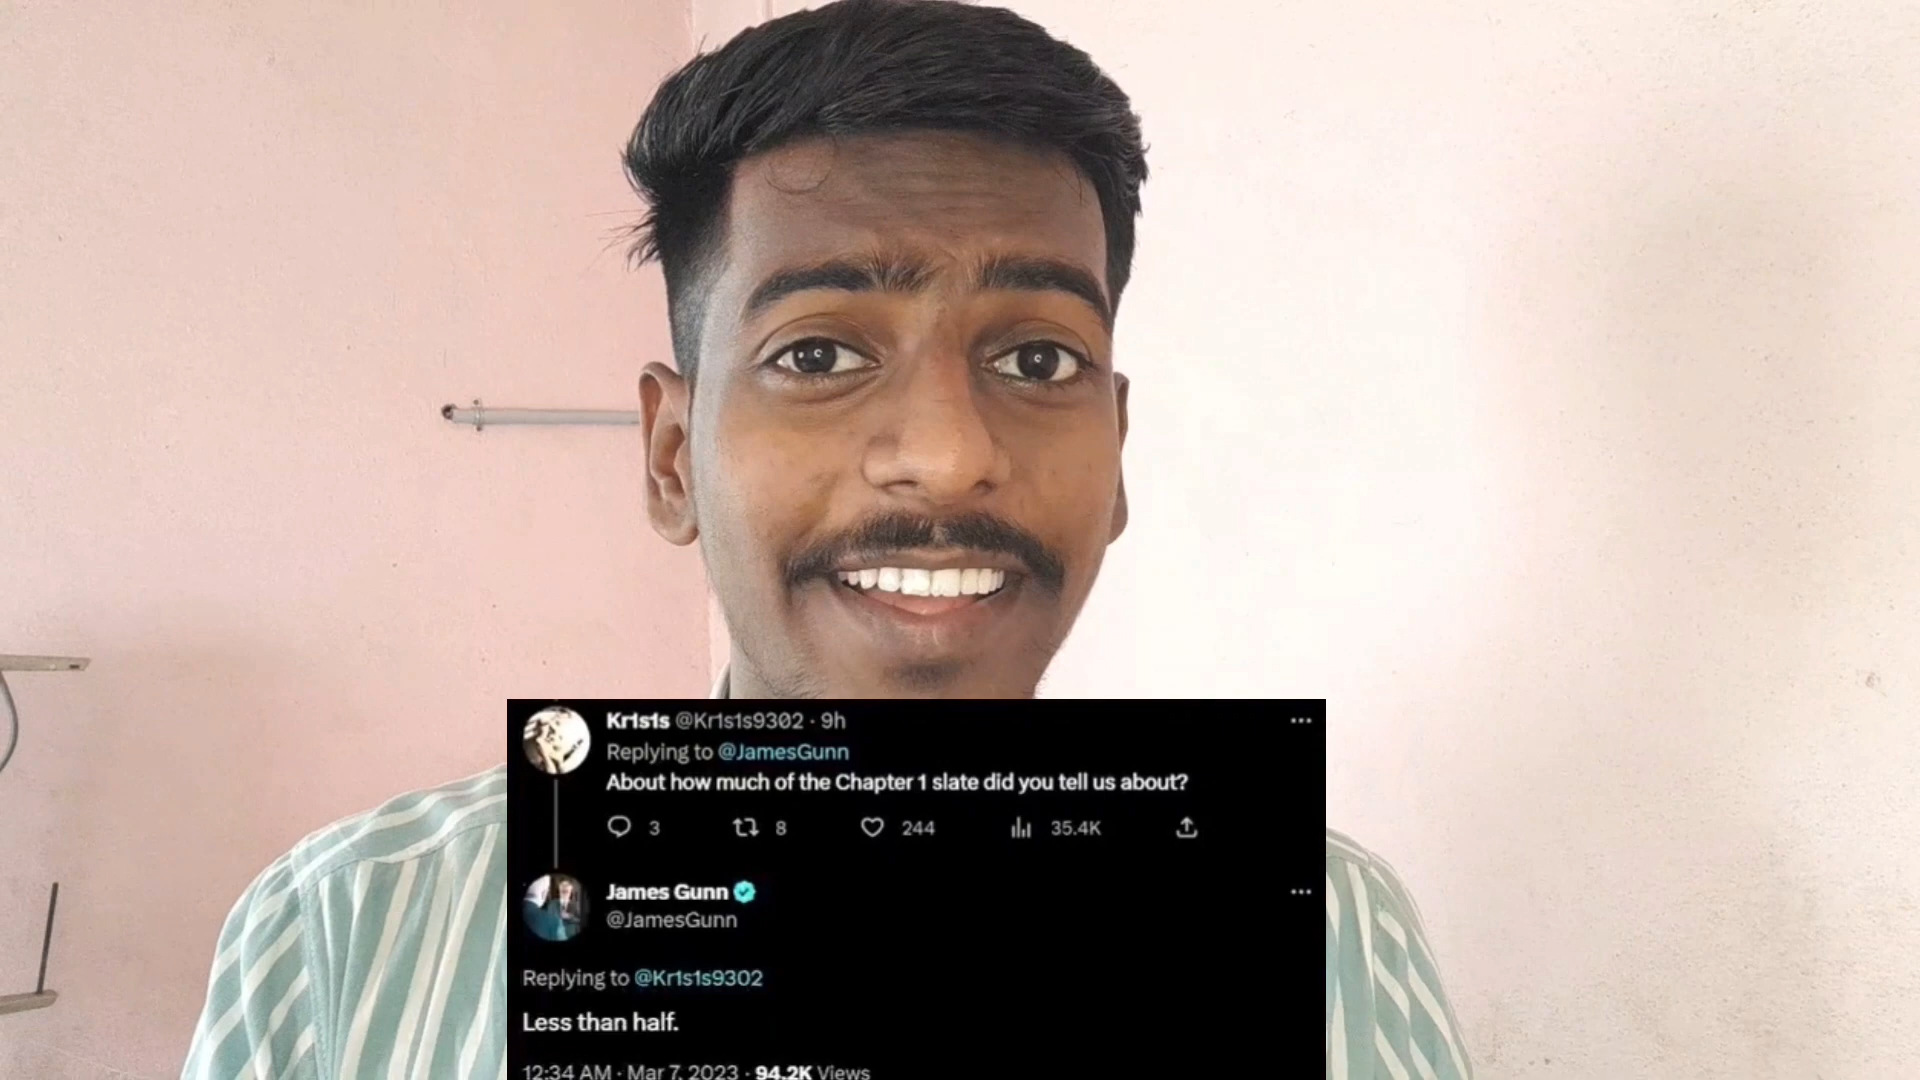 Kr1s1s @Kr1s1s9302 · 9h
Replying to @JamesGunn
About how much of the Chapter 1 slate did you tell us about?
3 8 244 35.4K
James Gunn
@JamesGunn
Replying to @Kr1s1s9302
Less than half.
12:34 AM · Mar 7, 2023 · 94.2K Views